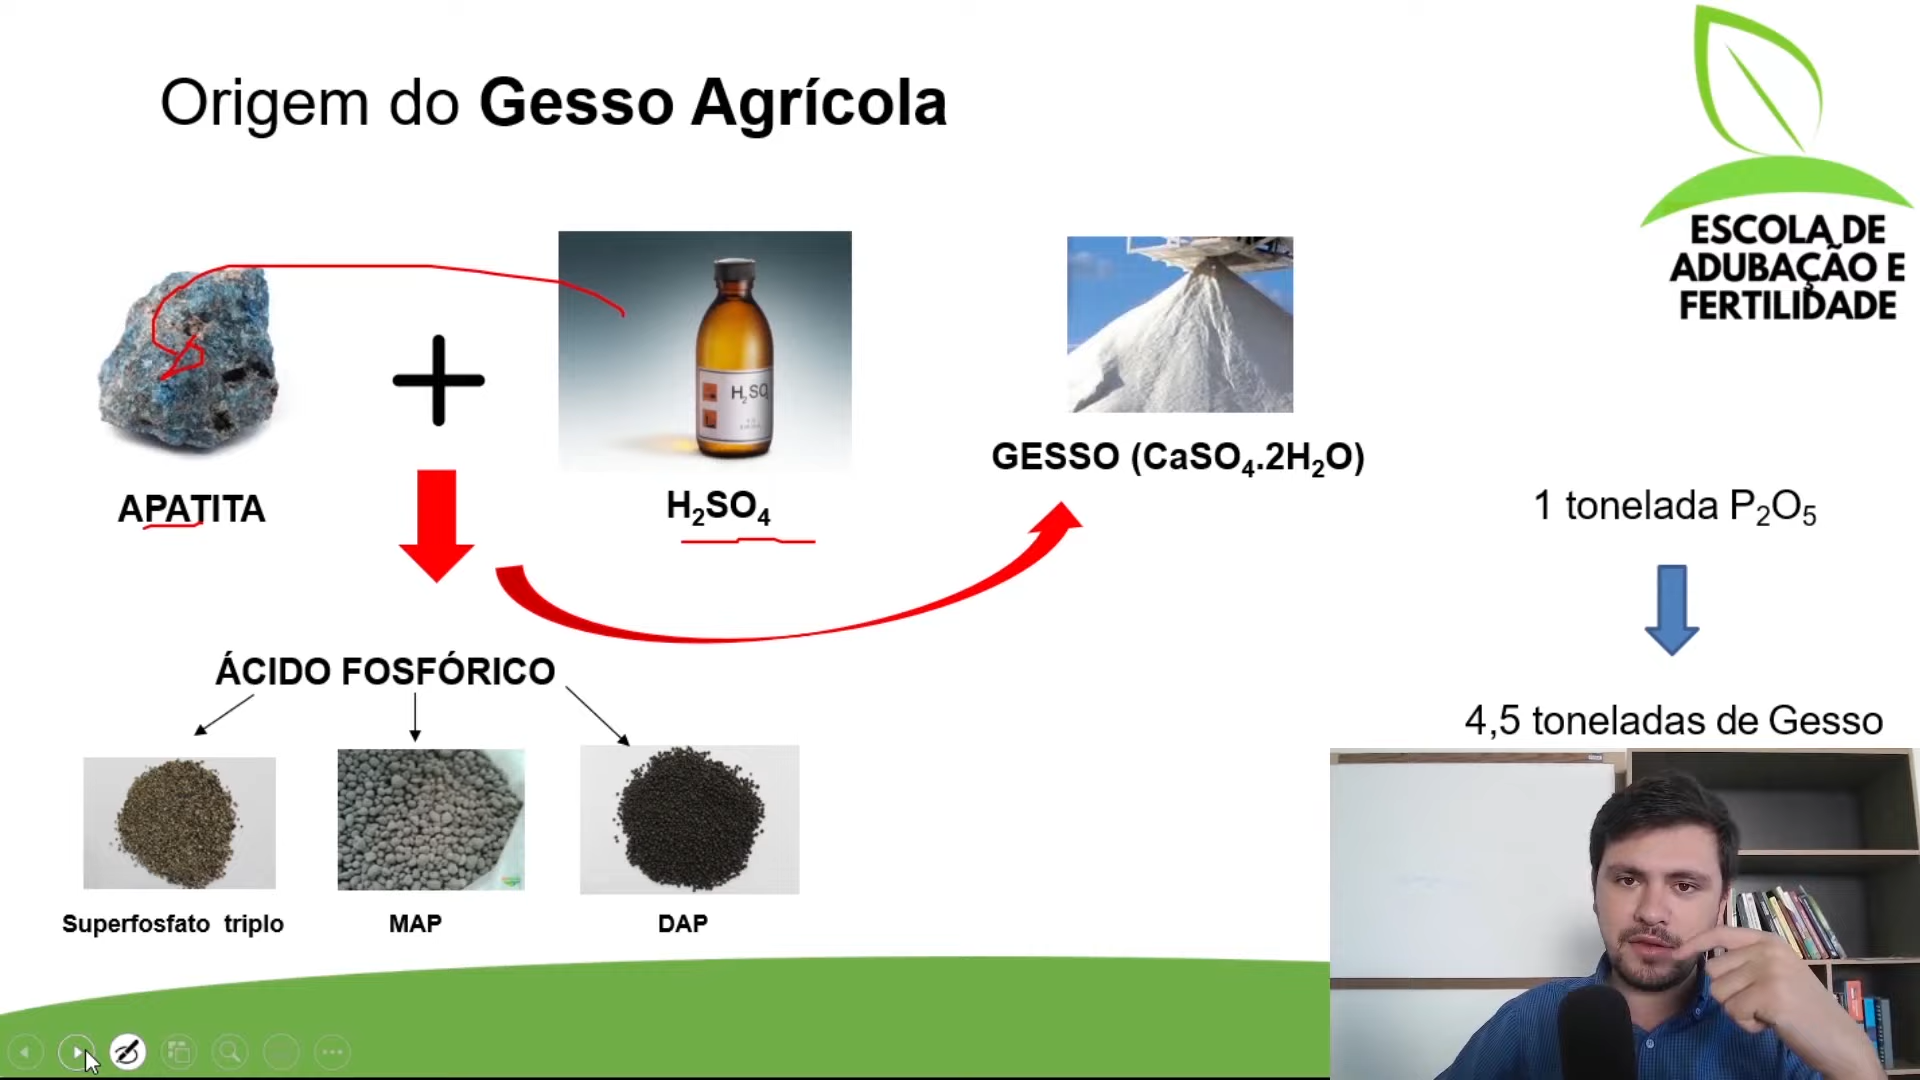 Origem do Gesso Agrícola
ESCOLA DE
ADUBAÇÃO E
FERTILIDADE
H₂SO
APATITA
H₂SO₄
GESSO (CaSO₄.2H₂O)
1 tonelada P₂O₅
4,5 toneladas de Gesso
ÁCIDO FOSFÓRICO
Superfosfato triplo
MAP
DAP